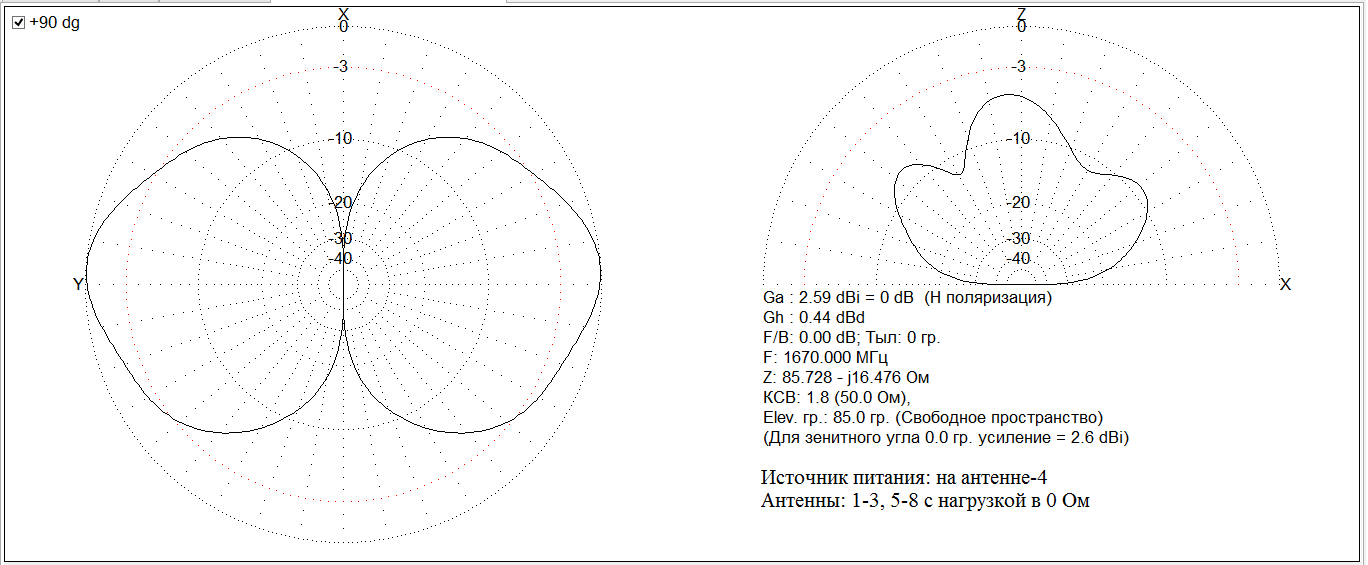 +90 dg
X
0
-3
-10
-20
-30
-40
Y
Z
0
-3
-10
-20
-30
-40
X
Ga : 2.59 dBi = 0 dB (Н поляризация)
Gh : 0.44 dBd
F/B: 0.00 dB; Тыл: 0 гр.
F: 1670.000 МГц
Z: 85.728 - j16.476 Ом
КСВ: 1.8 (50.0 Ом),
Elev. гр.: 85.0 гр. (Свободное пространство)
(Для зенитного угла 0.0 гр. усиление = 2.6 dBi)
Источник питания: на антенне-4
Антенны: 1-3, 5-8 с нагрузкой в 0 Ом